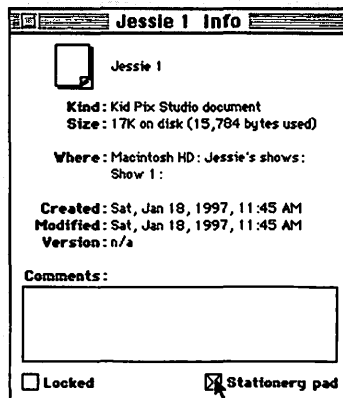 Jessie 1 Info
Jessie 1
Kind: Kid Pix Studio document
Size: 17K on disk (15,784 bytes used)
Where: Macintosh HD: Jessie's shows:
Show 1:
Created: Sat, Jan 18, 1997, 11:45 AM
Modified: Sat, Jan 18, 1997, 11:45 AM
Version: n/a
Comments:
Locked Stationery pad